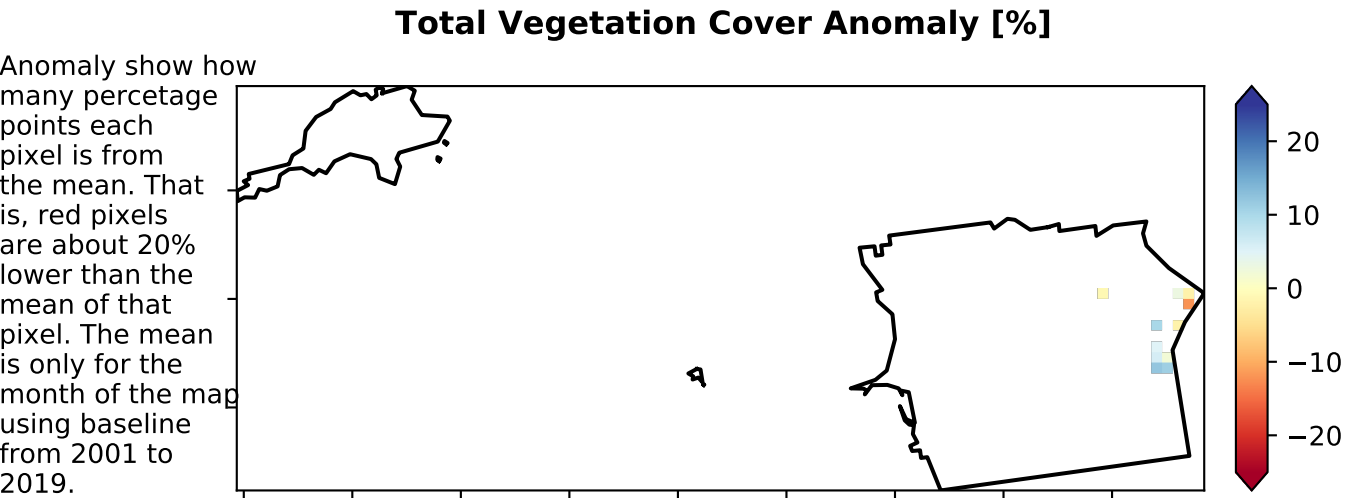 Total Vegetation Cover Anomaly [%]
Anomaly show how
many percetage
points each
pixel is from
the mean. That
is, red pixels
are about 20%
lower than the
mean of that
pixel. The mean
is only for the
month of the map
using baseline
from 2001 to
2019.
20
10
0
−10
−20